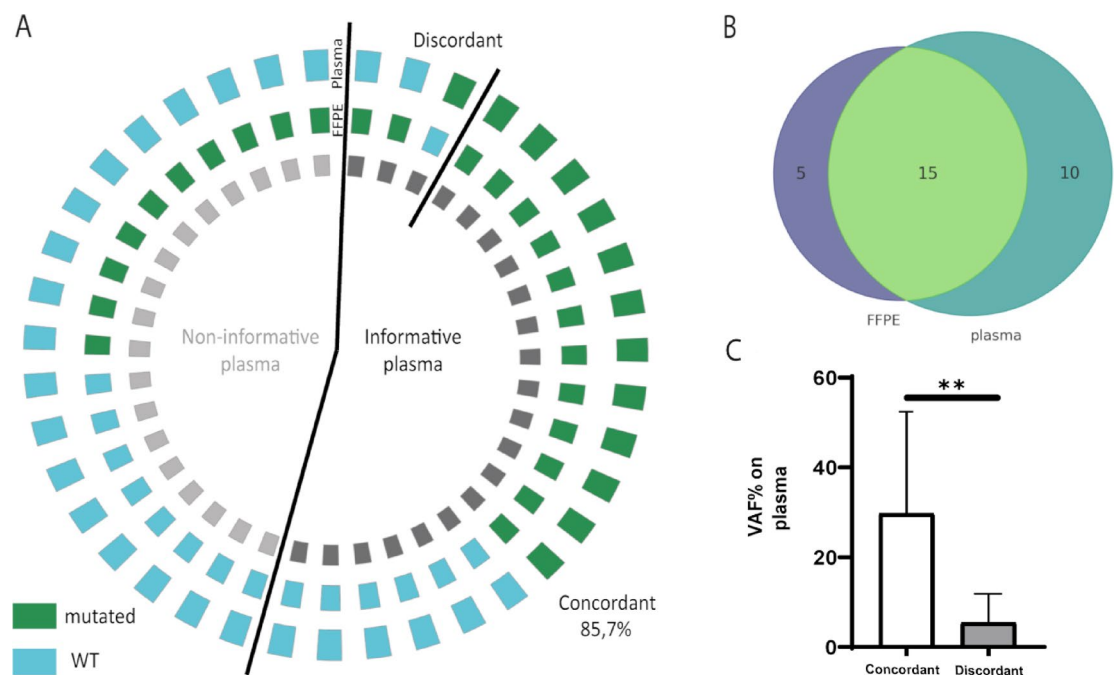 A
Discordant
Plasma
FFPE
Non-informative
plasma
Informative
plasma
Concordant
85,7%
mutated
WT
B
5
15
10
FFPE
plasma
C
60
40
20
0
VAF% on
plasma
**
Concordant
Discordant